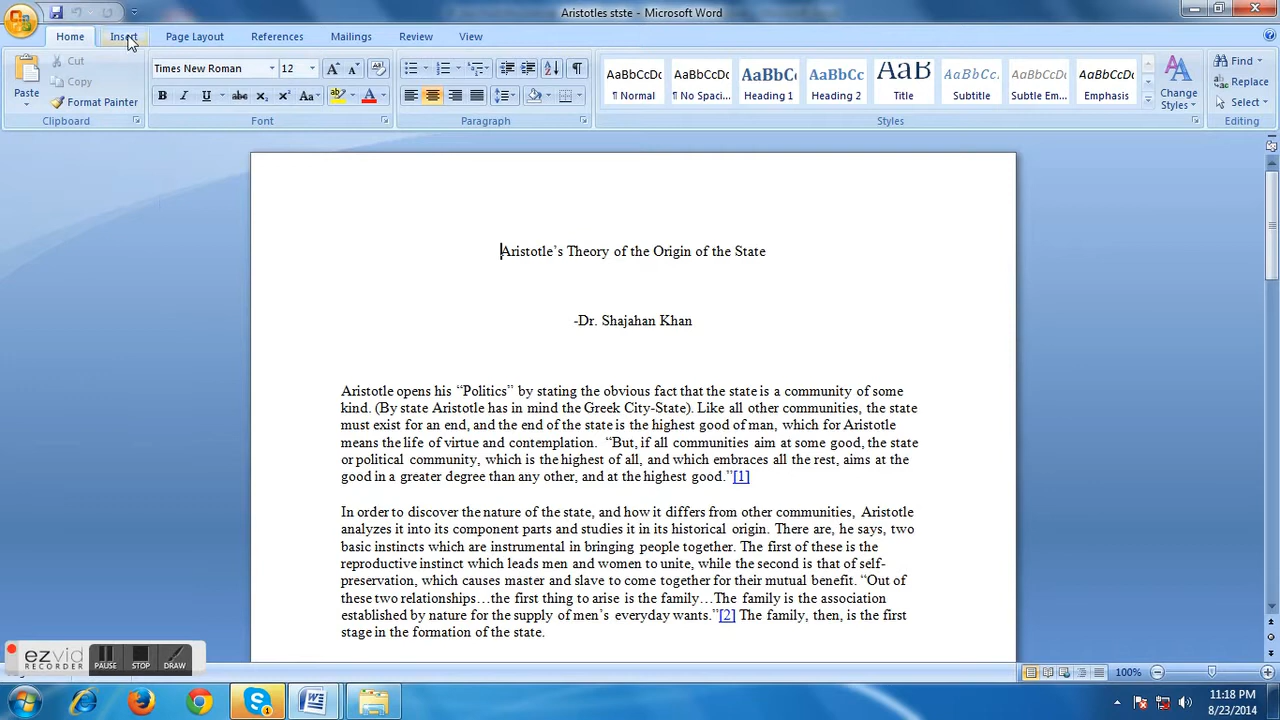 Aristotles stste - Microsoft Word
Home Insert Page Layout References Mailings Review View
Paste
Cut
Copy
Format Painter
Clipboard
Times New Roman 12
Font
Paragraph
AaBbCcDc AaBbCcDc AaBbCc AaBbCc AaB AaBbCc. AaBbCcDc AaBbCcDc
¶ Normal ¶ No Spaci... Heading 1 Heading 2 Title Subtitle Subtle Em... Emphasis
Change
Styles
Styles
Find
Replace
Select
Editing
Aristotle’s Theory of the Origin of the State
-Dr. Shajahan Khan
Aristotle opens his “Politics” by stating the obvious fact that the state is a community of some
kind. (By state Aristotle has in mind the Greek City-State). Like all other communities, the state
must exist for an end, and the end of the state is the highest good of man, which for Aristotle
means the life of virtue and contemplation. “But, if all communities aim at some good, the state
or political community, which is the highest of all, and which embraces all the rest, aims at the
good in a greater degree than any other, and at the highest good.”[1]
In order to discover the nature of the state, and how it differs from other communities, Aristotle
analyzes it into its component parts and studies it in its historical origin. There are, he says, two
basic instincts which are instrumental in bringing people together. The first of these is the
reproductive instinct which leads men and women to unite, while the second is that of self-
preservation, which causes master and slave to come together for their mutual benefit. “Out of
these two relationships…the first thing to arise is the family…The family is the association
established by nature for the supply of men’s everyday wants.”[2] The family, then, is the first
stage in the formation of the state.
ezvid
RECORDER
PAUSE STOP DRAW
100%
11:18 PM
8/23/2014